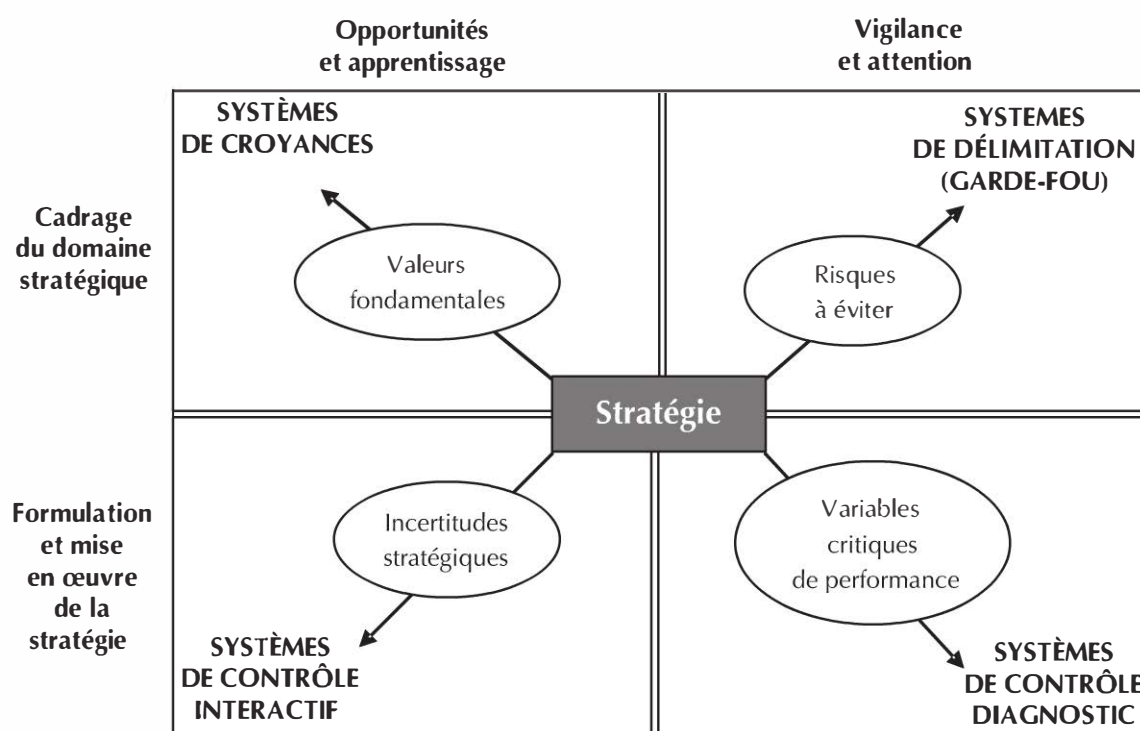 Opportunités
et apprentissage
Vigilance
et attention
Cadrage
du domaine
stratégique
SYSTÈMES
DE CROYANCES
Valeurs
fondamentales
SYSTEMES
DE DÉLIMITATION
(GARDE-FOU)
Risques
à éviter
Stratégie
Formulation
et mise
en œuvre
de la
stratégie
Incertitudes
stratégiques
SYSTÈMES
DE CONTRÔLE
INTERACTIF
Variables
critiques
de performance
SYSTÈMES
DE CONTRÔLE
DIAGNOSTIC